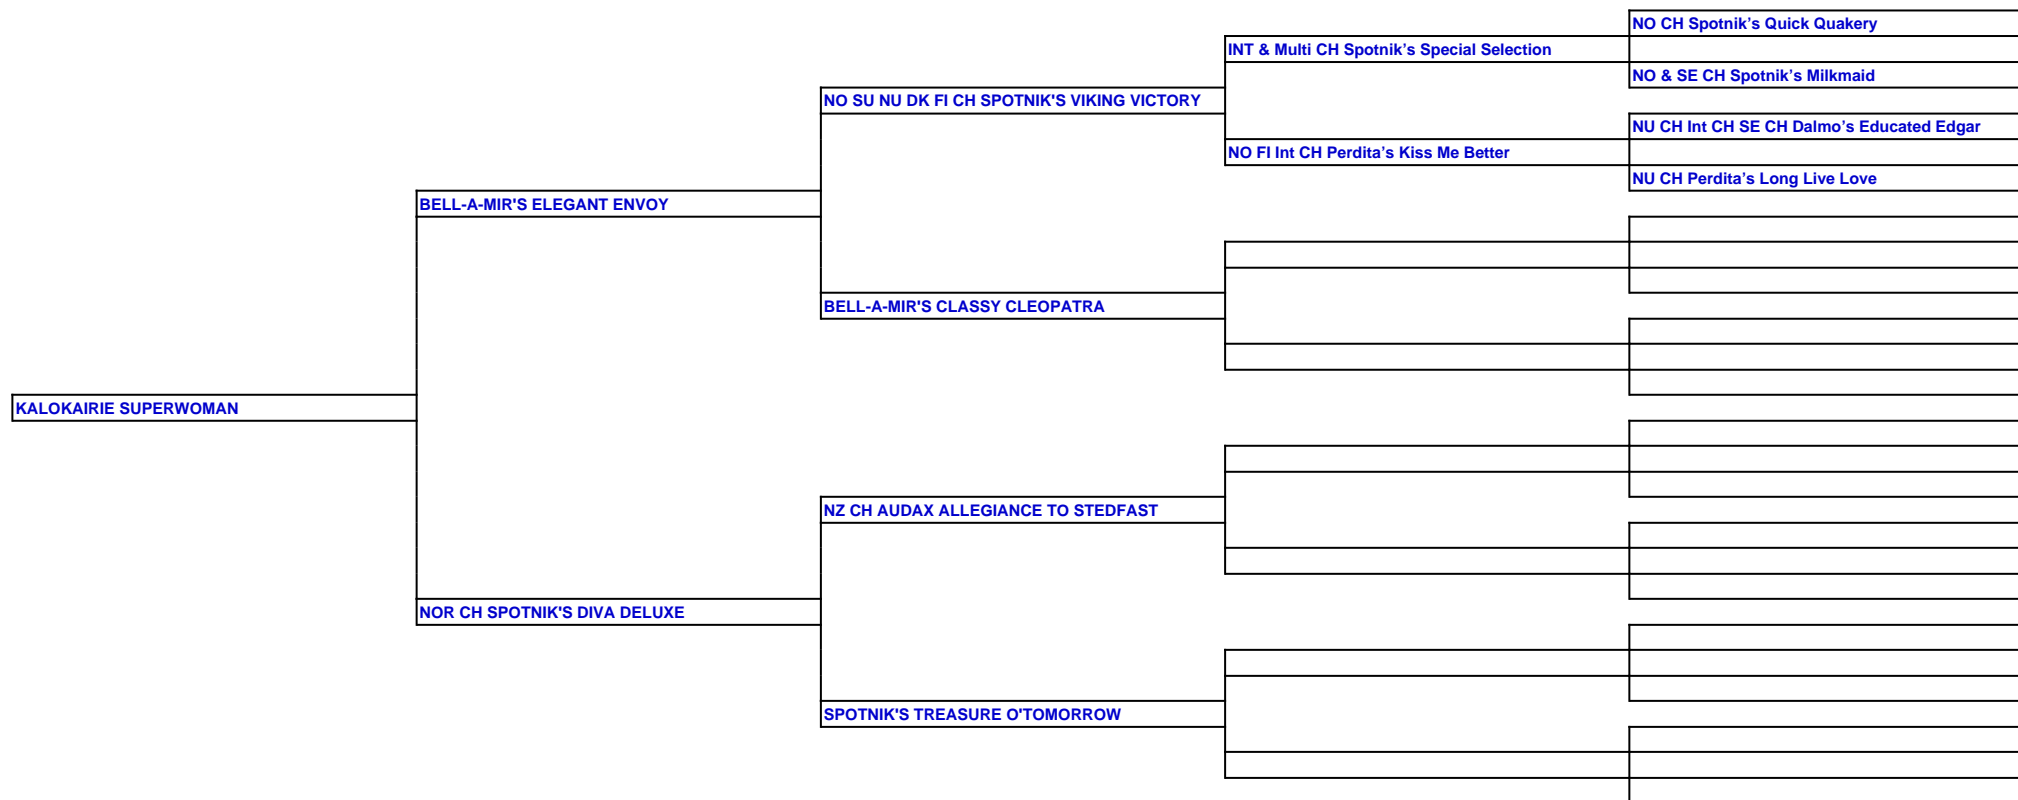 NO CH Spotnik’s Quick Quakery
INT & Multi CH Spotnik’s Special Selection
NO & SE CH Spotnik’s Milkmaid
NO SU NU DK FI CH SPOTNIK'S VIKING VICTORY
NU CH Int CH SE CH Dalmo’s Educated Edgar
NO FI Int CH Perdita’s Kiss Me Better
NU CH Perdita’s Long Live Love
BELL-A-MIR'S ELEGANT ENVOY
BELL-A-MIR'S CLASSY CLEOPATRA
KALOKAIRIE SUPERWOMAN
NZ CH AUDAX ALLEGIANCE TO STEDFAST
NOR CH SPOTNIK'S DIVA DELUXE
SPOTNIK'S TREASURE O'TOMORROW